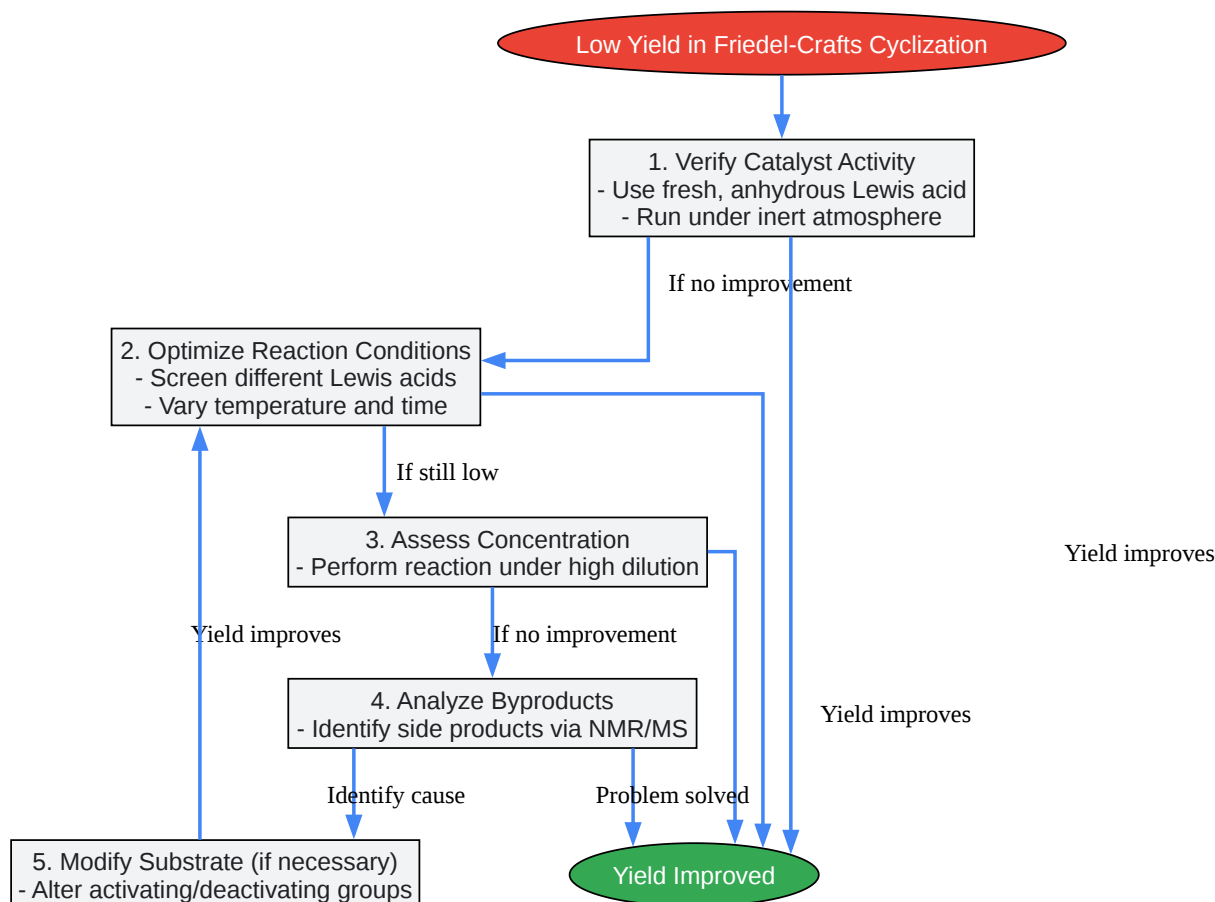 Low Yield in Friedel-Crafts Cyclization
1. Verify Catalyst Activity
- Use fresh, anhydrous Lewis acid
- Run under inert atmosphere
If no improvement
2. Optimize Reaction Conditions
- Screen different Lewis acids
- Vary temperature and time
If still low
3. Assess Concentration
- Perform reaction under high dilution
Yield improves
Yield improves
If no improvement
4. Analyze Byproducts
- Identify side products via NMR/MS
Yield improves
Identify cause
Problem solved
5. Modify Substrate (if necessary)
- Alter activating/deactivating groups
Yield Improved